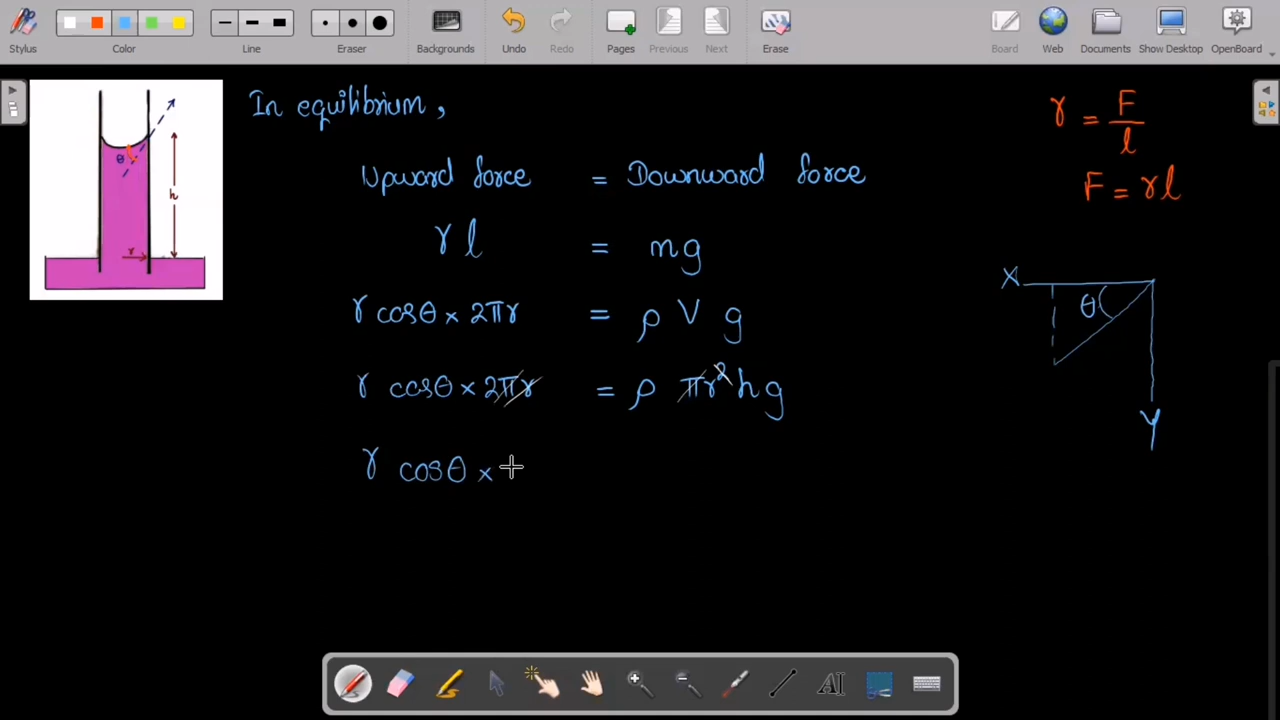 Stylus Color Line Eraser Backgrounds Undo Redo Pages Previous Next Erase Board Web Documents Show Desktop OpenBoard
In equilibrium,
Upward force = Downward force
γ l = mg
γ cosθ × 2πr = ρ V g
γ cosθ × 2πr = ρ πr² h g
γ cosθ ×
θ
h
r
γ = F/l
F = γl
X
θ
Y